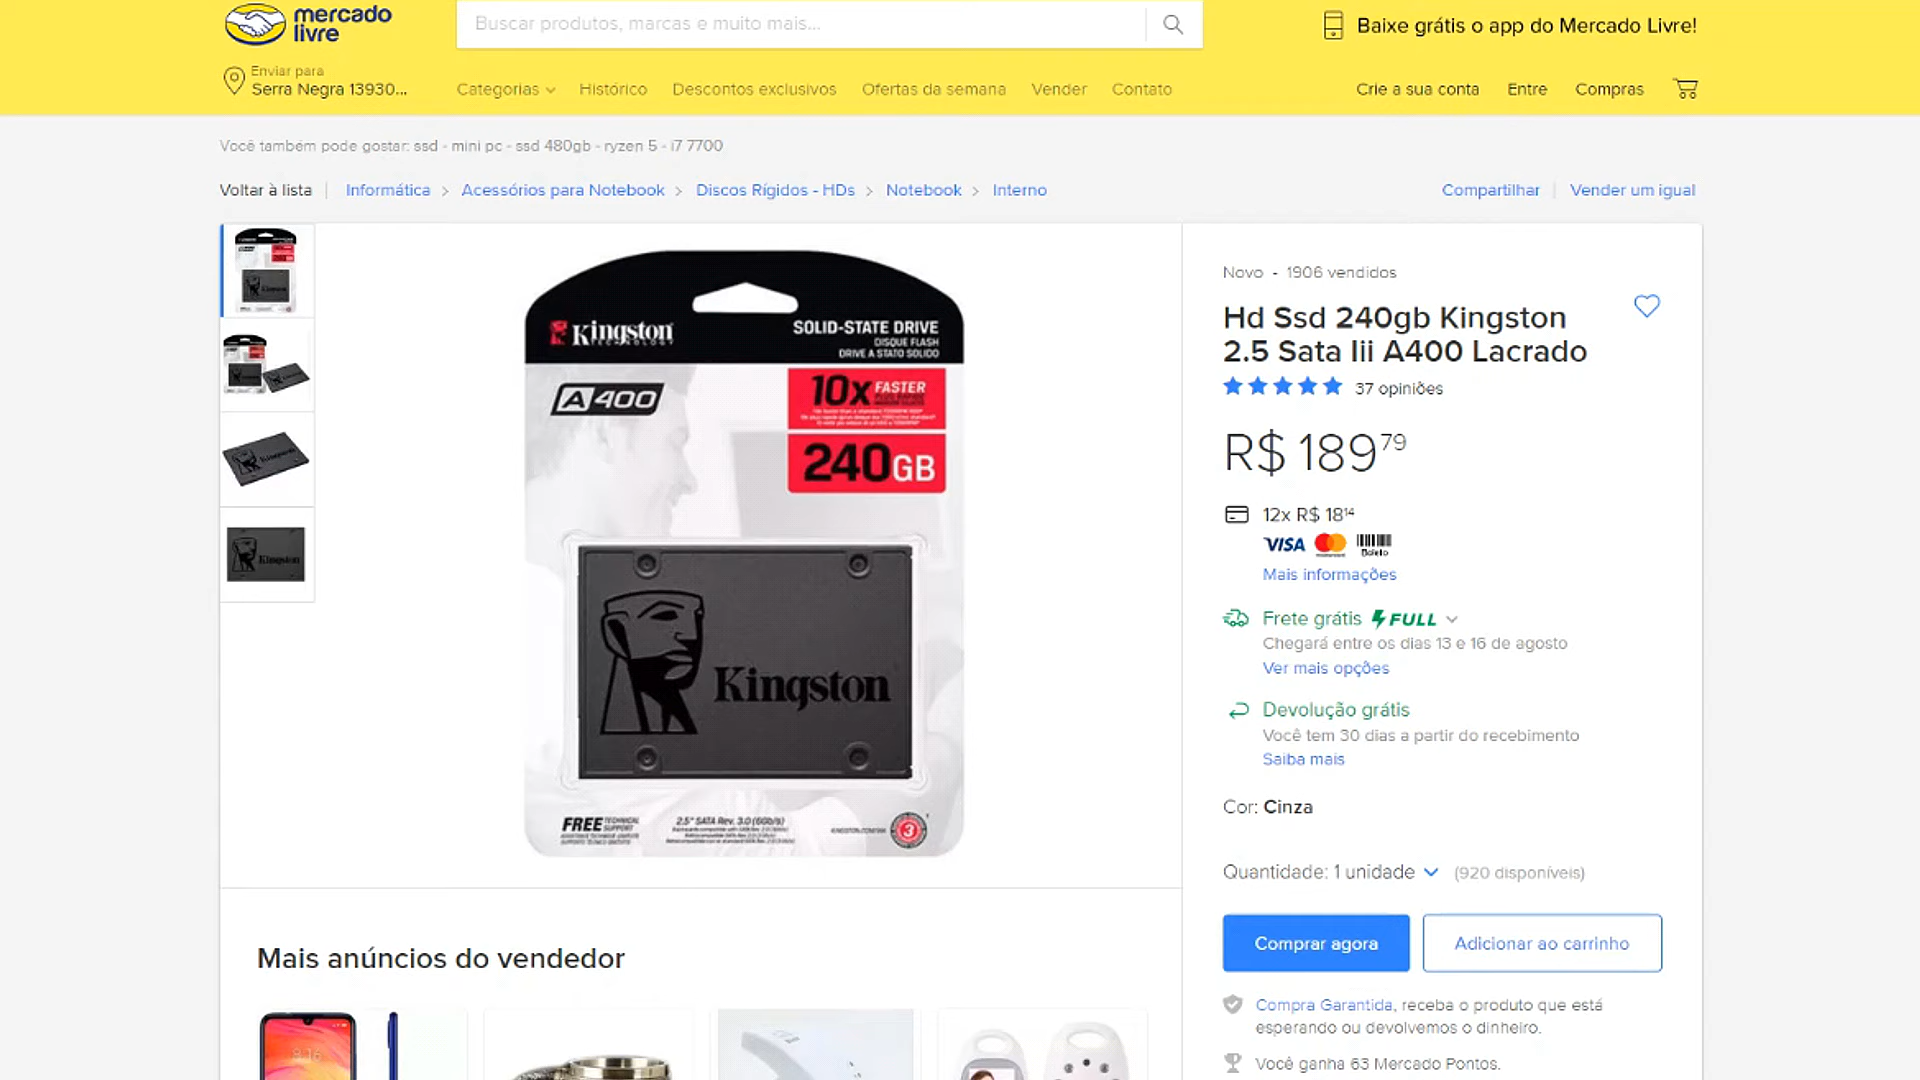 mercado
livre
Buscar produtos, marcas e muito mais...
Baixe grátis o app do Mercado Livre!
Enviar para
Serra Negra 13930...
Categorias
Histórico
Descontos exclusivos
Ofertas da semana
Vender
Contato
Crie a sua conta
Entre
Compras
Você também pode gostar: ssd - mini pc - ssd 480gb - ryzen 5 - i7 7700
Voltar à lista
Informática > Acessórios para Notebook > Discos Rígidos - HDs > Notebook > Interno
Compartilhar
Vender um igual
Kingston
TECHNOLOGY
SOLID-STATE DRIVE
DISQUE FLASH
DRIVE A STATO SOLIDO
A400
10x FASTER
240GB
Kingston
FREE TECHNICAL
SUPPORT
2.5" SATA Rev. 3.0 (6Gb/s)
3
Novo - 1906 vendidos
Hd Ssd 240gb Kingston
2.5 Sata Iii A400 Lacrado
37 opiniões
R$ 189 79
12x R$ 18 14
VISA
Boleto
Mais informações
Frete grátis FULL
Chegará entre os dias 13 e 16 de agosto
Ver mais opções
Devolução grátis
Você tem 30 dias a partir do recebimento
Saiba mais
Cor: Cinza
Quantidade: 1 unidade (920 disponíveis)
Comprar agora
Adicionar ao carrinho
Compra Garantida, receba o produto que está
esperando ou devolvemos o dinheiro.
Você ganha 63 Mercado Pontos.
Mais anúncios do vendedor
9:16